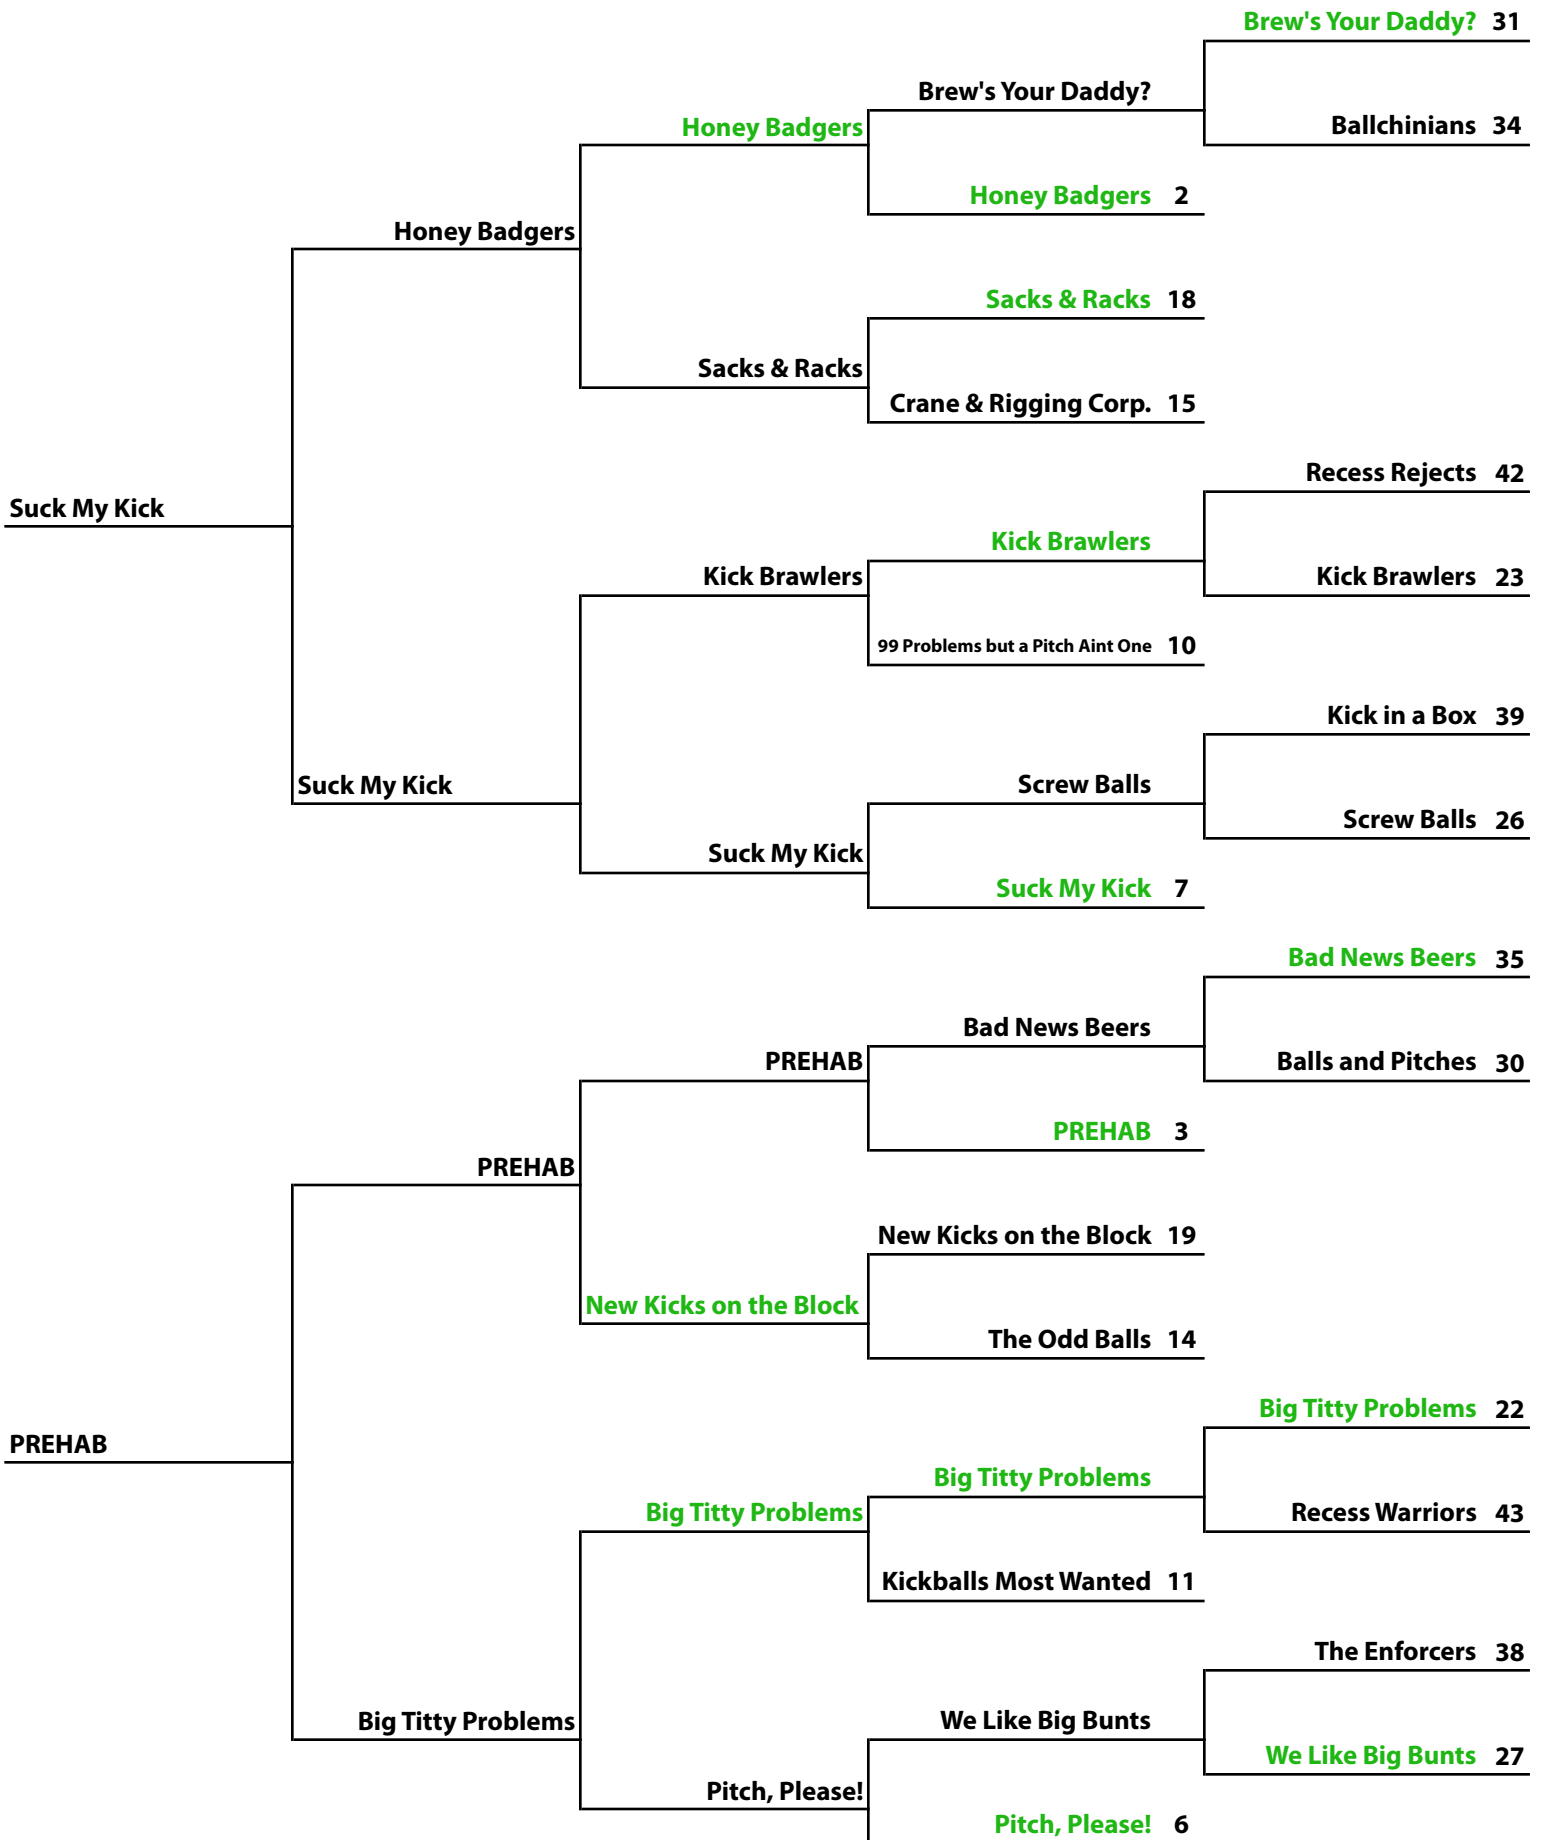 Brew's Your Daddy? 31
Brew's Your Daddy?
Honey Badgers
Ballchinians 34
Honey Badgers 2
Honey Badgers
Sacks & Racks 18
Sacks & Racks
Crane & Rigging Corp. 15
Recess Rejects 42
Suck My Kick
Kick Brawlers
Kick Brawlers
Kick Brawlers 23
99 Problems but a Pitch Aint One 10
Kick in a Box 39
Suck My Kick
Screw Balls
Screw Balls 26
Suck My Kick
Suck My Kick 7
Bad News Beers 35
Bad News Beers
PREHAB
Balls and Pitches 30
PREHAB 3
PREHAB
New Kicks on the Block 19
New Kicks on the Block
The Odd Balls 14
Big Titty Problems 22
PREHAB
Big Titty Problems
Big Titty Problems
Recess Warriors 43
Kickballs Most Wanted 11
The Enforcers 38
Big Titty Problems
We Like Big Bunts
We Like Big Bunts 27
Pitch, Please!
Pitch, Please! 6